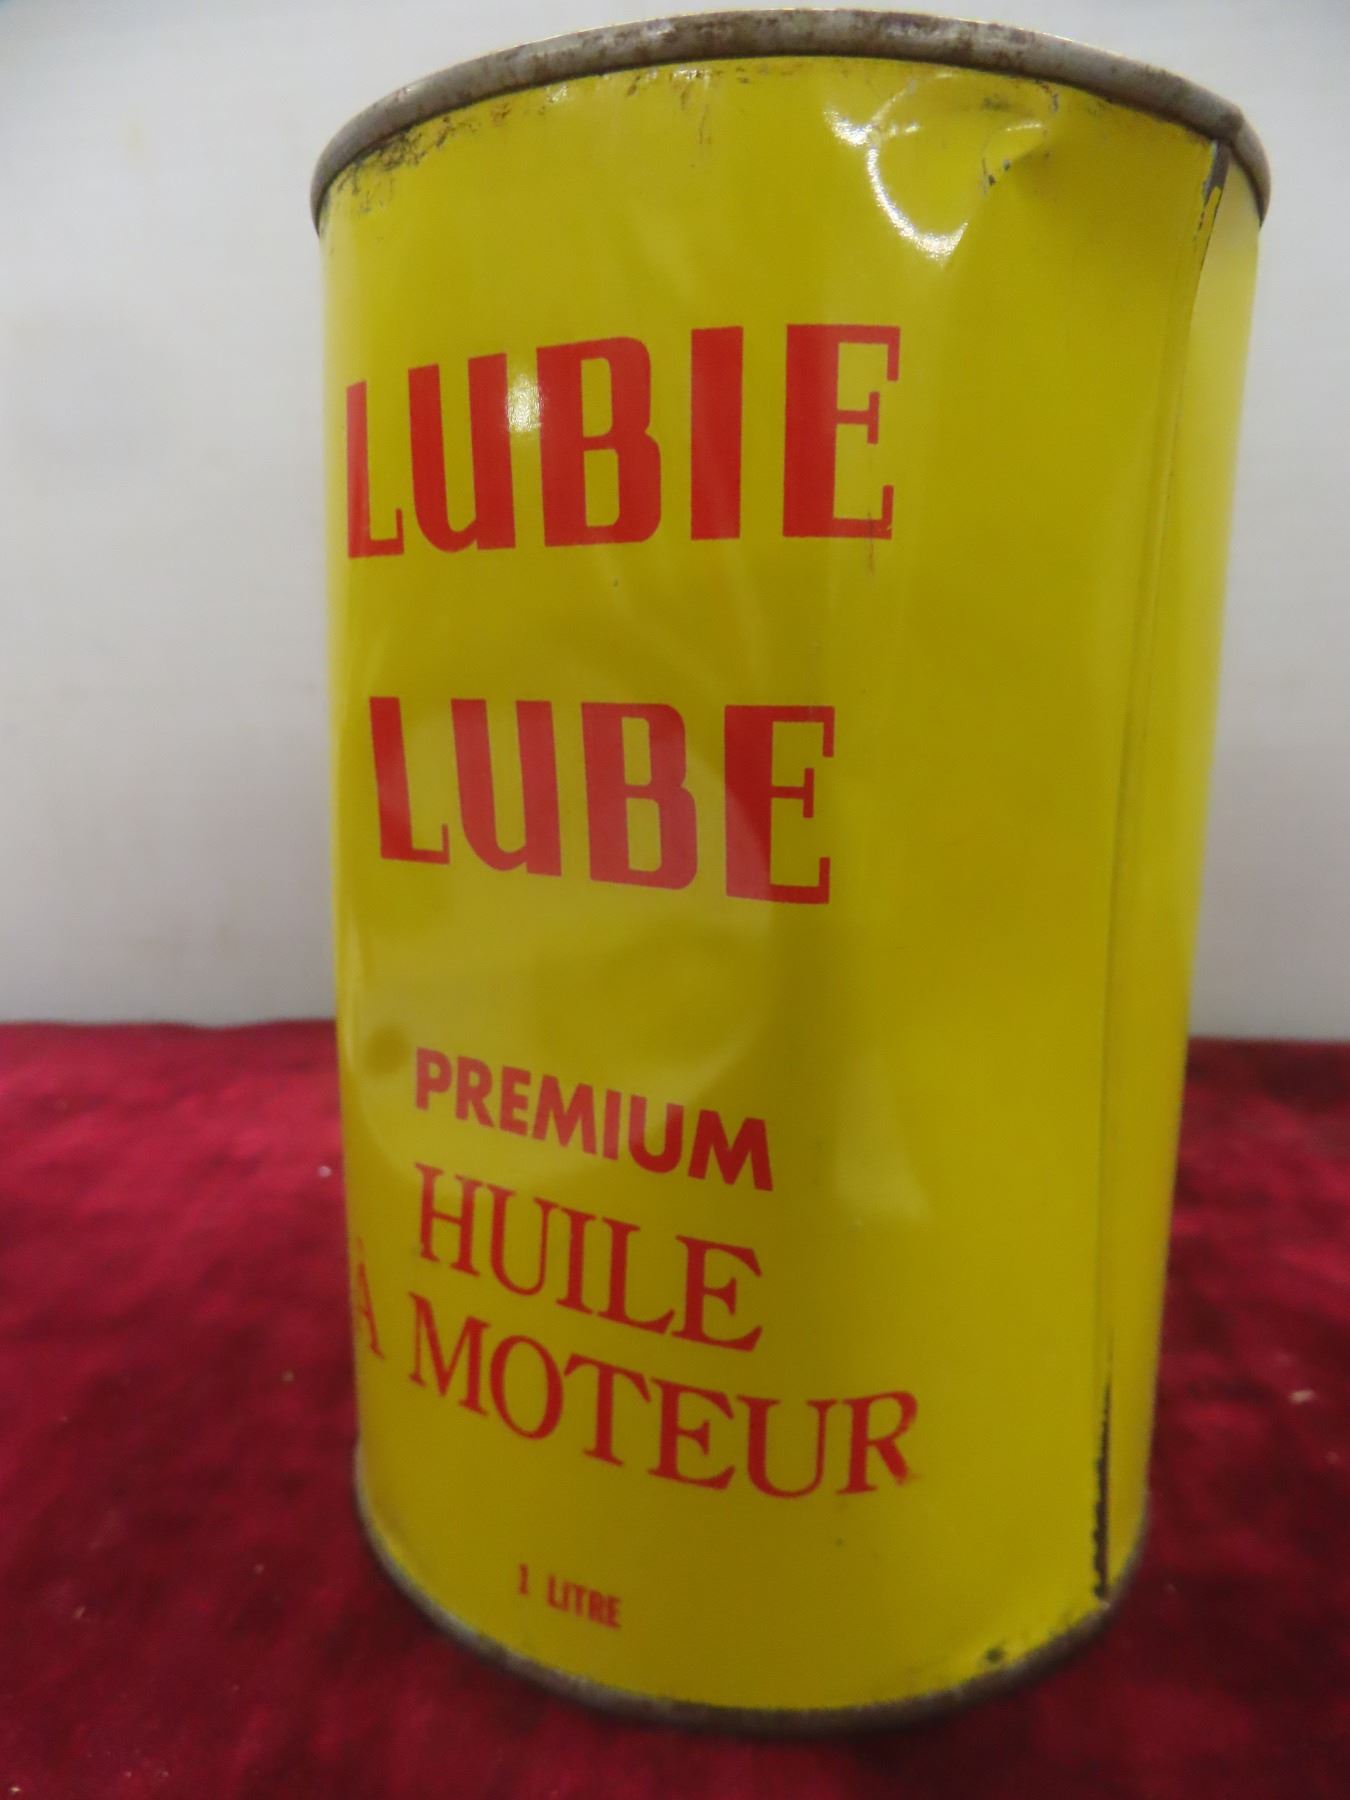 LUBIE
LUBE
PREMIUM
HUILE
À MOTEUR
1 LITRE